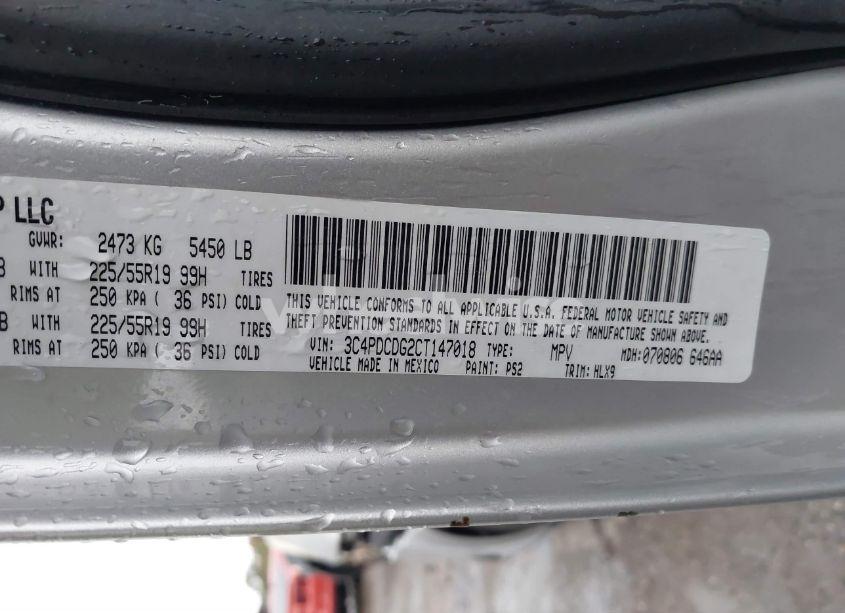 P LLC
GVWR: 2473 KG 5450 LB
B WITH 225/55R19 99H TIRES
RIMS AT 250 KPA ( 36 PSI) COLD
B WITH 225/55R19 99H TIRES
RIMS AT 250 KPA ( 36 PSI) COLD
THIS VEHICLE CONFORMS TO ALL APPLICABLE U.S.A. FEDERAL MOTOR VEHICLE SAFETY AND
THEFT PREVENTION STANDARDS IN EFFECT ON THE DATE OF MANUFACTURE SHOWN ABOVE.
VIN: 3C4PDCDG2CT147018 TYPE: MPV MDH:070806 646AA
VEHICLE MADE IN MEXICO PAINT: PS2 TRIM: HLX9